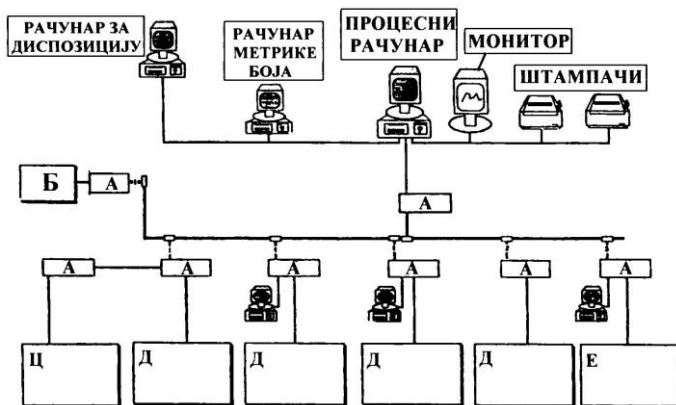 РАЧУНАР ЗА
ДИСПОЗИЦИЈУ
РАЧУНАР
МЕТРИКЕ
БОЈА
ПРОЦЕСНИ
РАЧУНАР
МОНИТОР
ШТАМПАЧИ
Б
А
А
А
А
А
А
А
А
Ц
Д
Д
Д
Д
Е